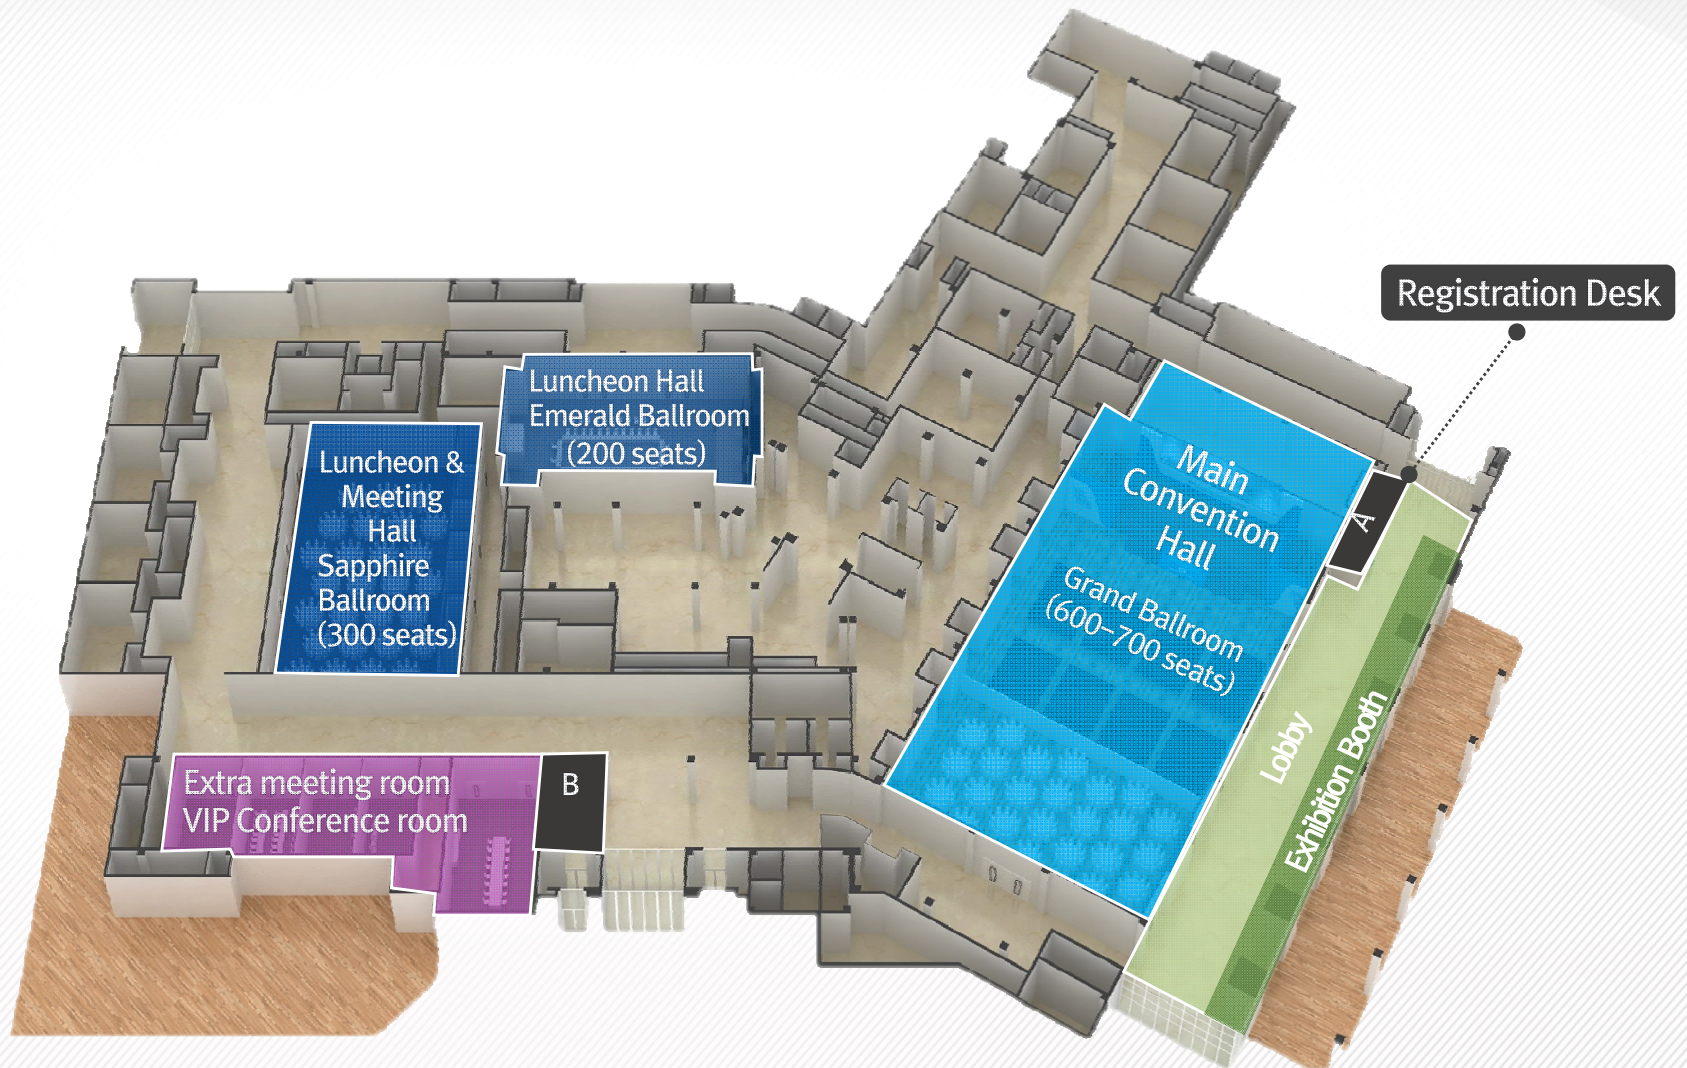 Registration Desk
Luncheon Hall
Emerald Ballroom
(200 seats)
Luncheon &
Meeting
Hall
Sapphire
Ballroom
(300 seats)
Main
Convention
Hall
Grand Ballroom
(600–700 seats)
A
Lobby
Exhibition Booth
Extra meeting room
VIP Conference room
B